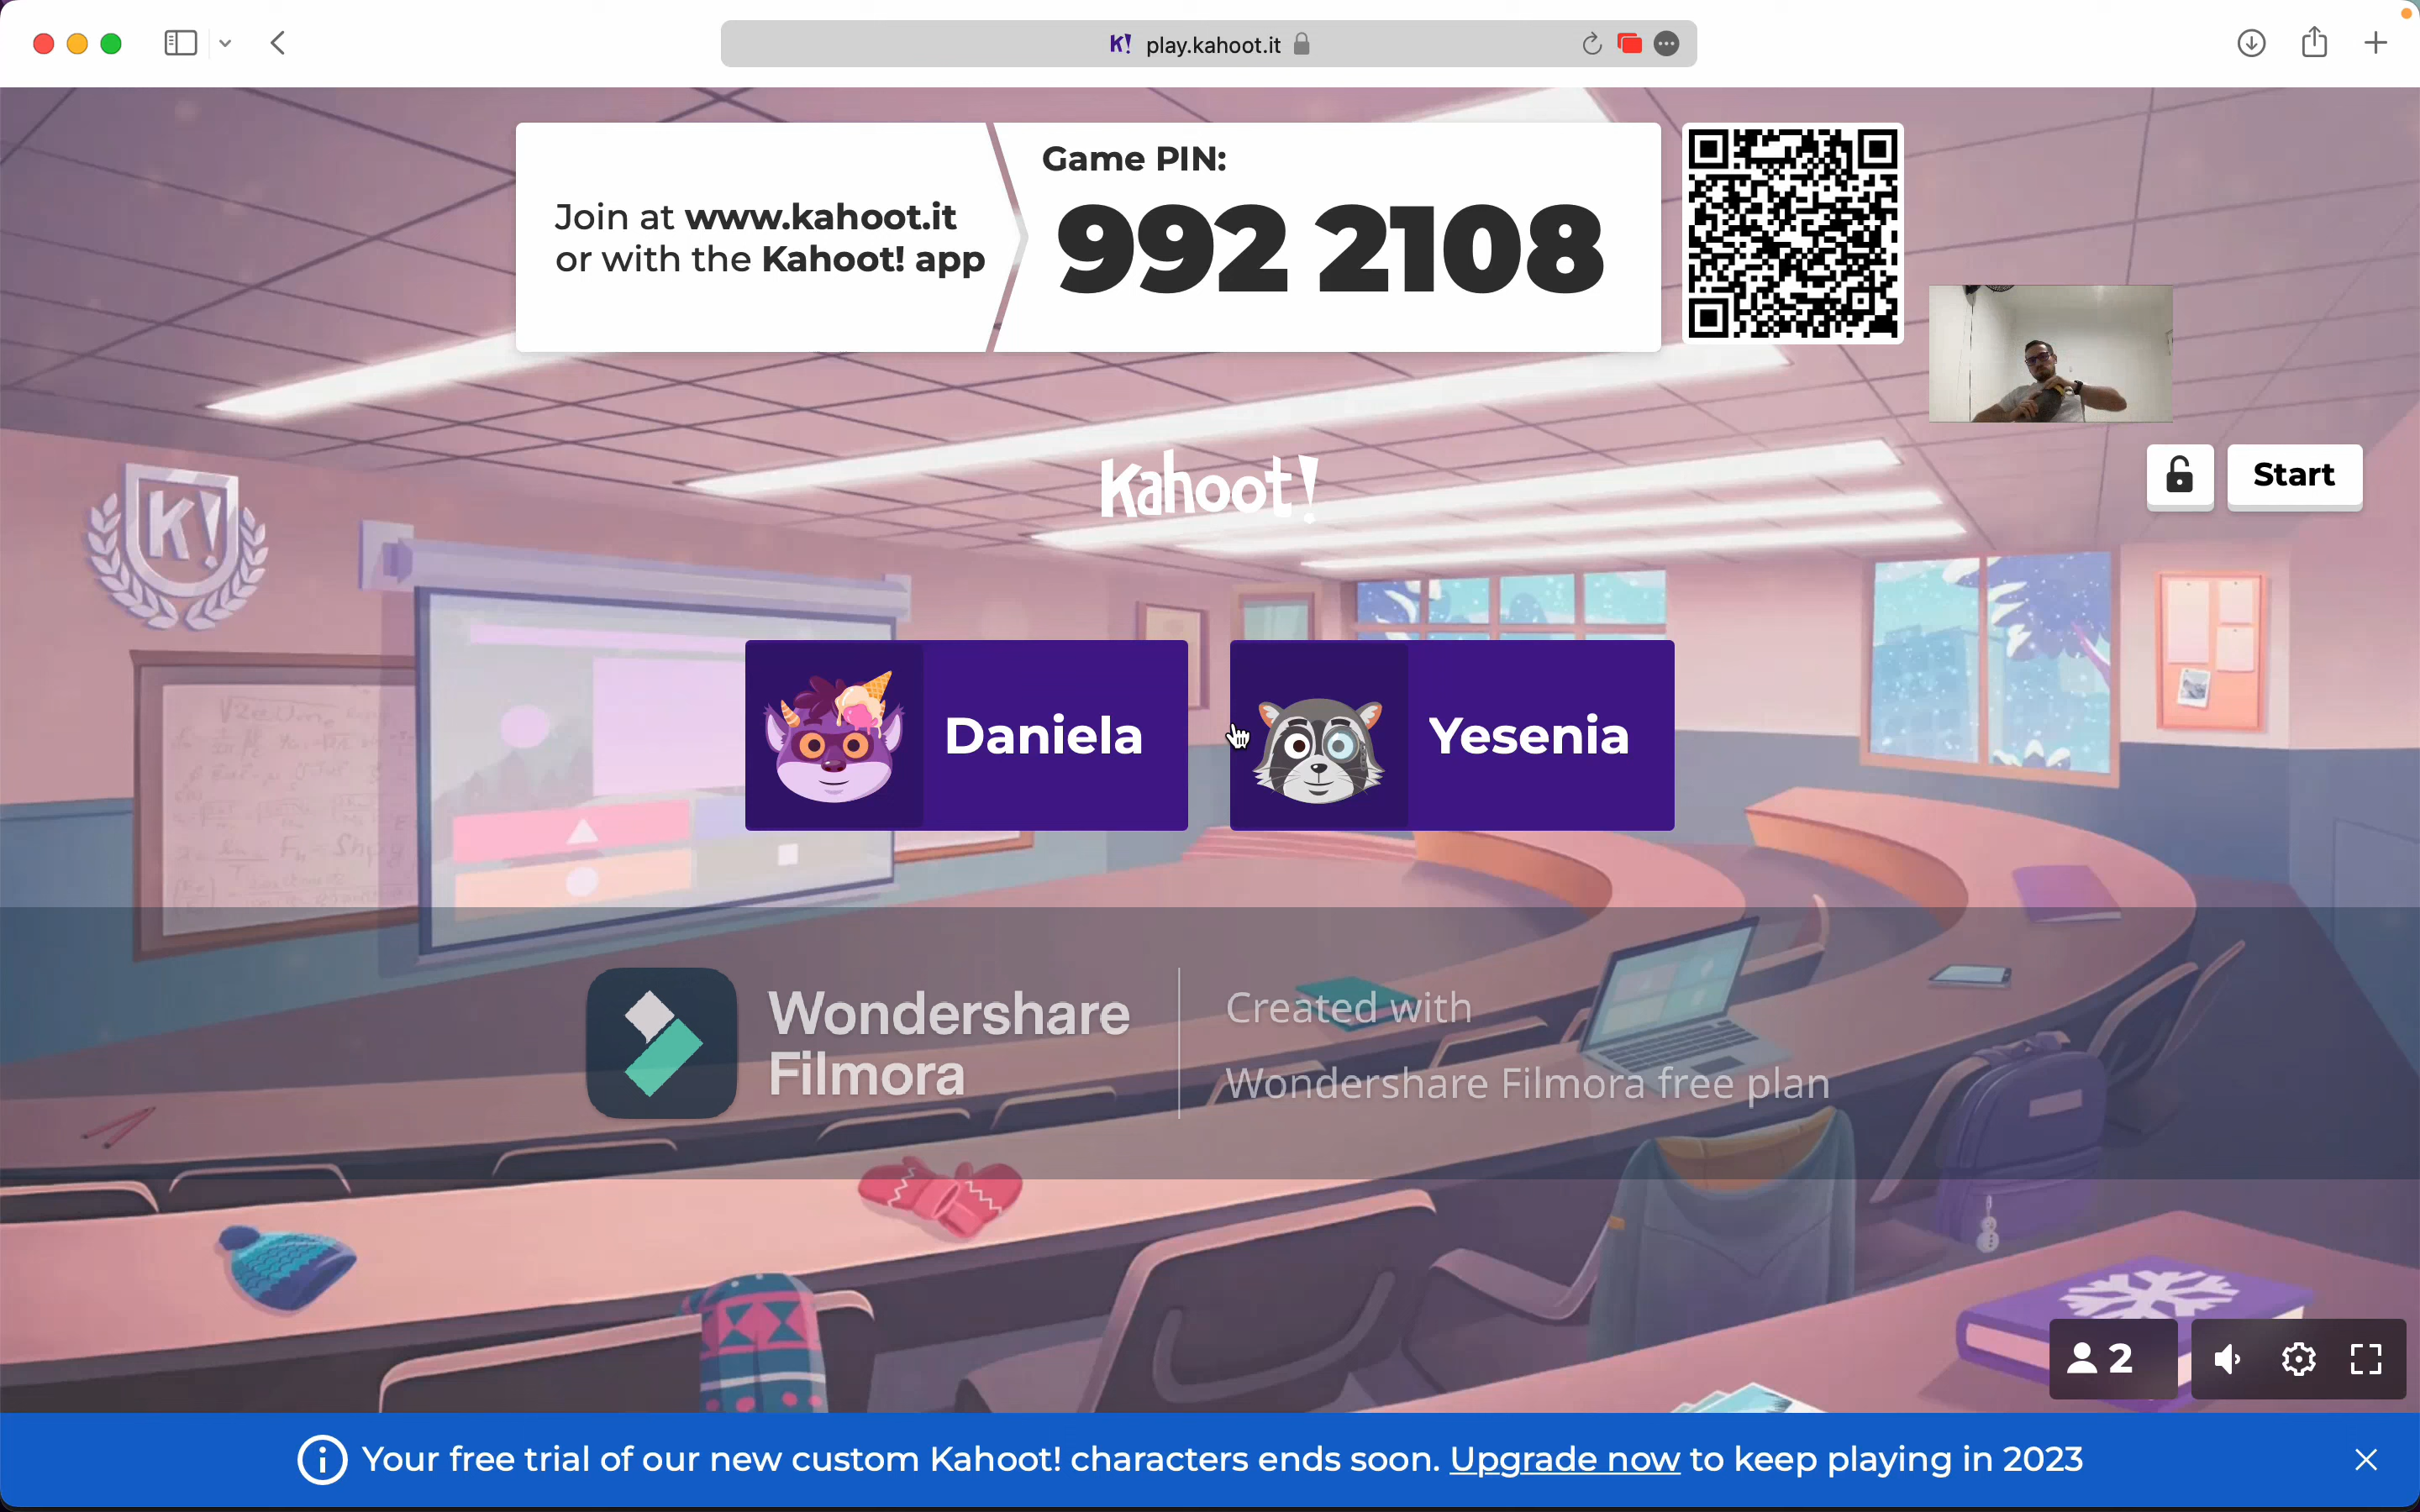 K! play.kahoot.it
Game PIN:
Join at www.kahoot.it
or with the Kahoot! app
992 2108
Kahoot!
Start
K!
Daniela
Yesenia
Wondershare
Filmora
Created with
Wondershare Filmora free plan
2
Your free trial of our new custom Kahoot! characters ends soon. Upgrade now to keep playing in 2023